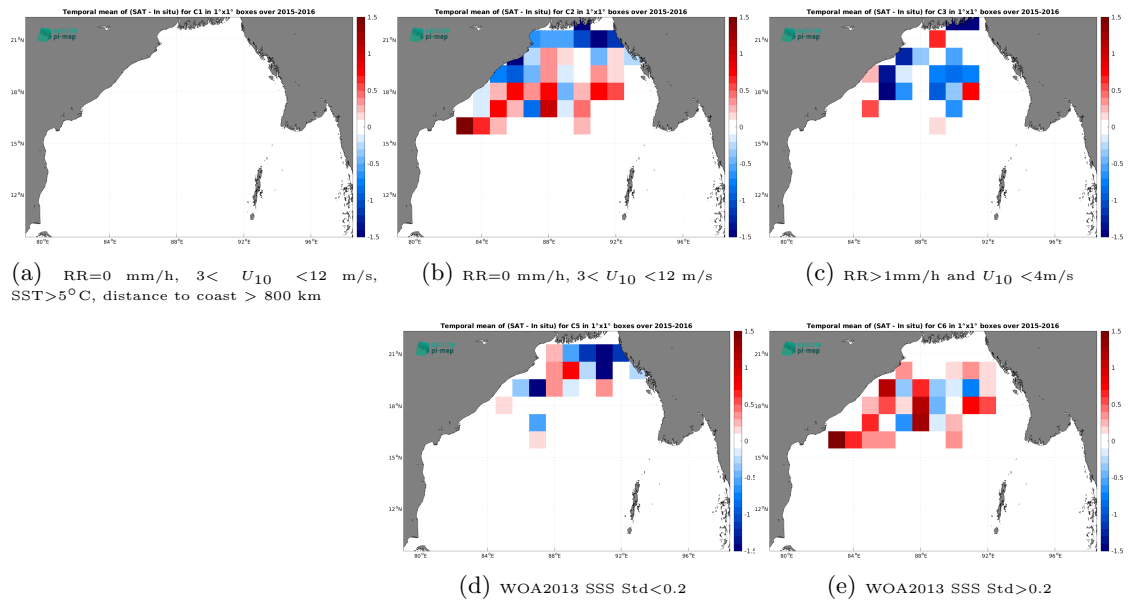 Temporal mean of (SAT - In situ) for C1 in 1°x1° boxes over 2015-2016
21°N
18°N
15°N
12°N
80°E 84°E 88°E 92°E 96°E
1.5
1
0.5
0
-0.5
-1
-1.5
pi-mep
(a) RR=0 mm/h, 3< U10 <12 m/s,
SST>5°C, distance to coast > 800 km
Temporal mean of (SAT - In situ) for C2 in 1°x1° boxes over 2015-2016
21°N
18°N
15°N
12°N
80°E 84°E 88°E 92°E 96°E
1.5
1
0.5
0
-0.5
-1
-1.5
pi-mep
(b) RR=0 mm/h, 3< U10 <12 m/s
Temporal mean of (SAT - In situ) for C3 in 1°x1° boxes over 2015-2016
21°N
18°N
15°N
12°N
80°E 84°E 88°E 92°E 96°E
1.5
1
0.5
0
-0.5
-1
-1.5
pi-mep
(c) RR>1mm/h and U10 <4m/s
Temporal mean of (SAT - In situ) for C5 in 1°x1° boxes over 2015-2016
21°N
18°N
15°N
12°N
80°E 84°E 88°E 92°E 96°E
1.5
1
0.5
0
-0.5
-1
-1.5
pi-mep
(d) WOA2013 SSS Std<0.2
Temporal mean of (SAT - In situ) for C6 in 1°x1° boxes over 2015-2016
21°N
18°N
15°N
12°N
80°E 84°E 88°E 92°E 96°E
1.5
1
0.5
0
-0.5
-1
-1.5
pi-mep
(e) WOA2013 SSS Std>0.2